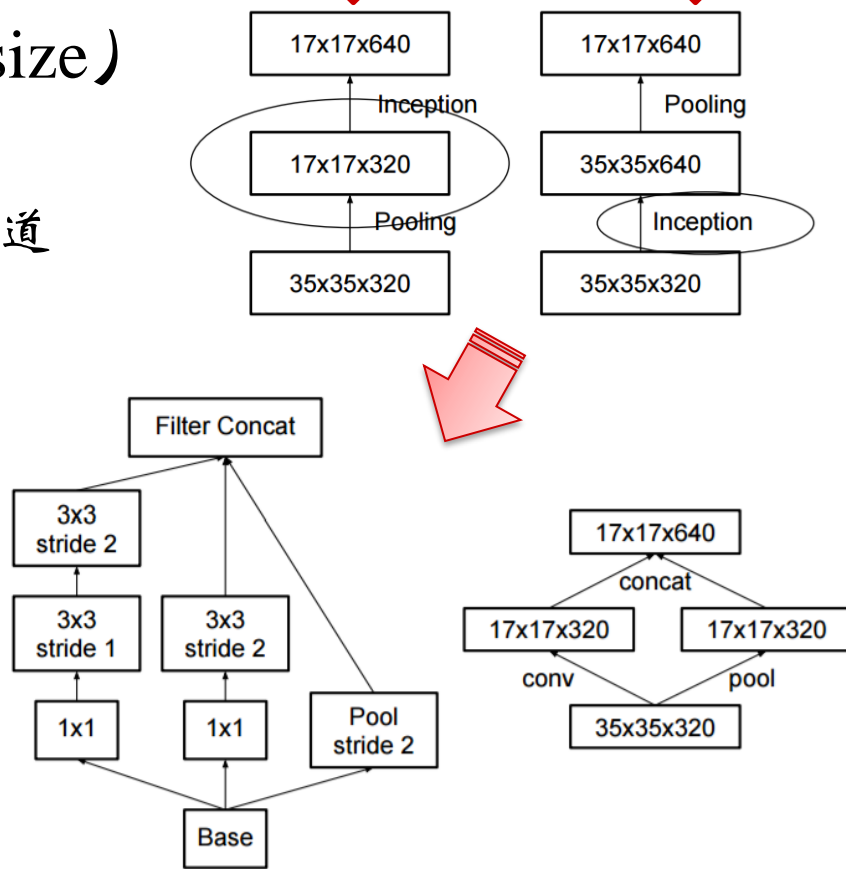 size）
道
17x17x640
Inception
17x17x320
Pooling
35x35x320
17x17x640
Pooling
35x35x640
Inception
35x35x320
Filter Concat
3x3
stride 2
3x3
stride 1
1x1
3x3
stride 2
1x1
Pool
stride 2
Base
17x17x640
concat
17x17x320
17x17x320
conv
pool
35x35x320